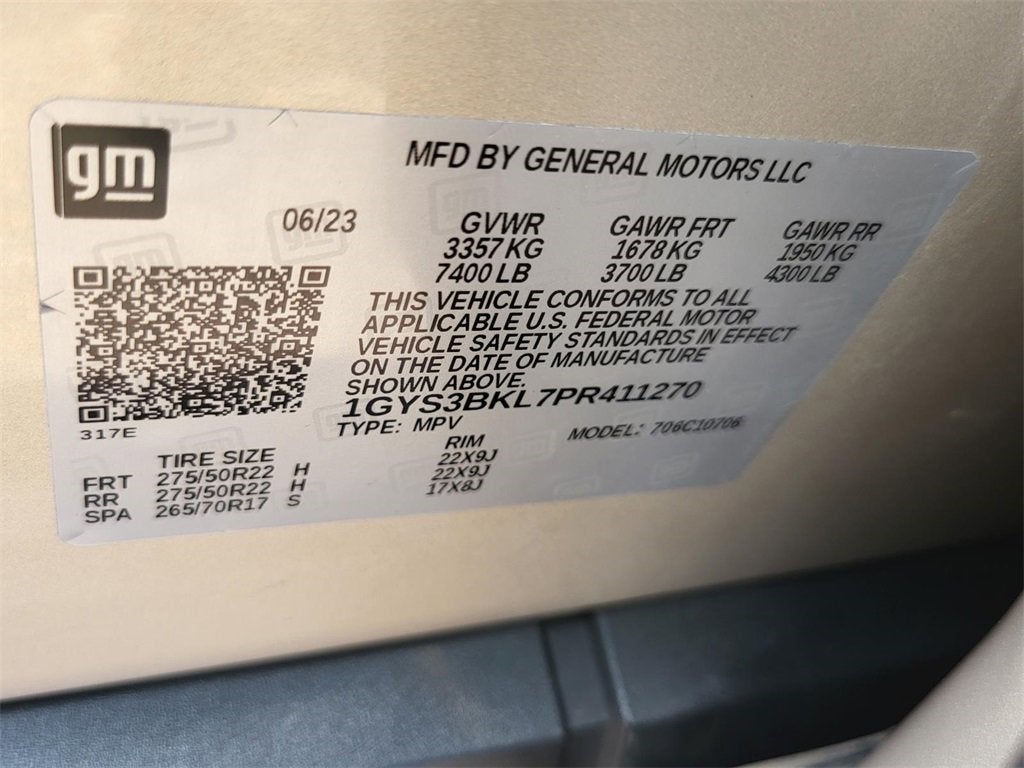 gm
MFD BY GENERAL MOTORS LLC
06/23 GVWR GAWR FRT GAWR RR
3357 KG 1678 KG 1950 KG
7400 LB 3700 LB 4300 LB
THIS VEHICLE CONFORMS TO ALL
APPLICABLE U.S. FEDERAL MOTOR
VEHICLE SAFETY STANDARDS IN EFFECT
ON THE DATE OF MANUFACTURE
SHOWN ABOVE.
1GYS3BKL7PR411270
317E
TYPE: MPV MODEL: 706C10706
TIRE SIZE RIM
FRT 275/50R22 H 22X9J
RR 275/50R22 H 22X9J
SPA 265/70R17 S 17X8J